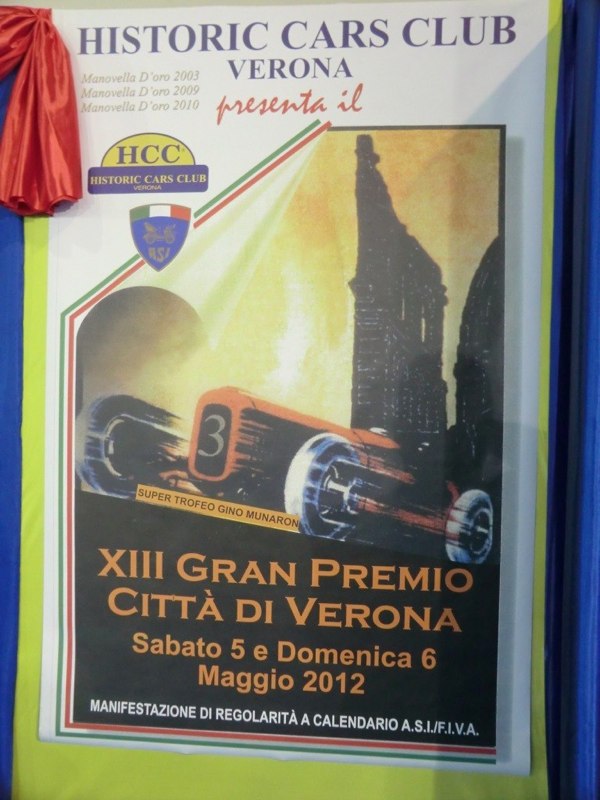 HISTORIC CARS CLUB
VERONA
Manovella D'oro 2003
Manovella D'oro 2009
Manovella D'oro 2010
presenta il
HCC
HISTORIC CARS CLUB
VERONA
ASI
3
SUPER TROFEO GINO MUNARON
XIII GRAN PREMIO
CITTÀ DI VERONA
Sabato 5 e Domenica 6
Maggio 2012
MANIFESTAZIONE DI REGOLARITÀ A CALENDARIO A.S.I./F.I.V.A.